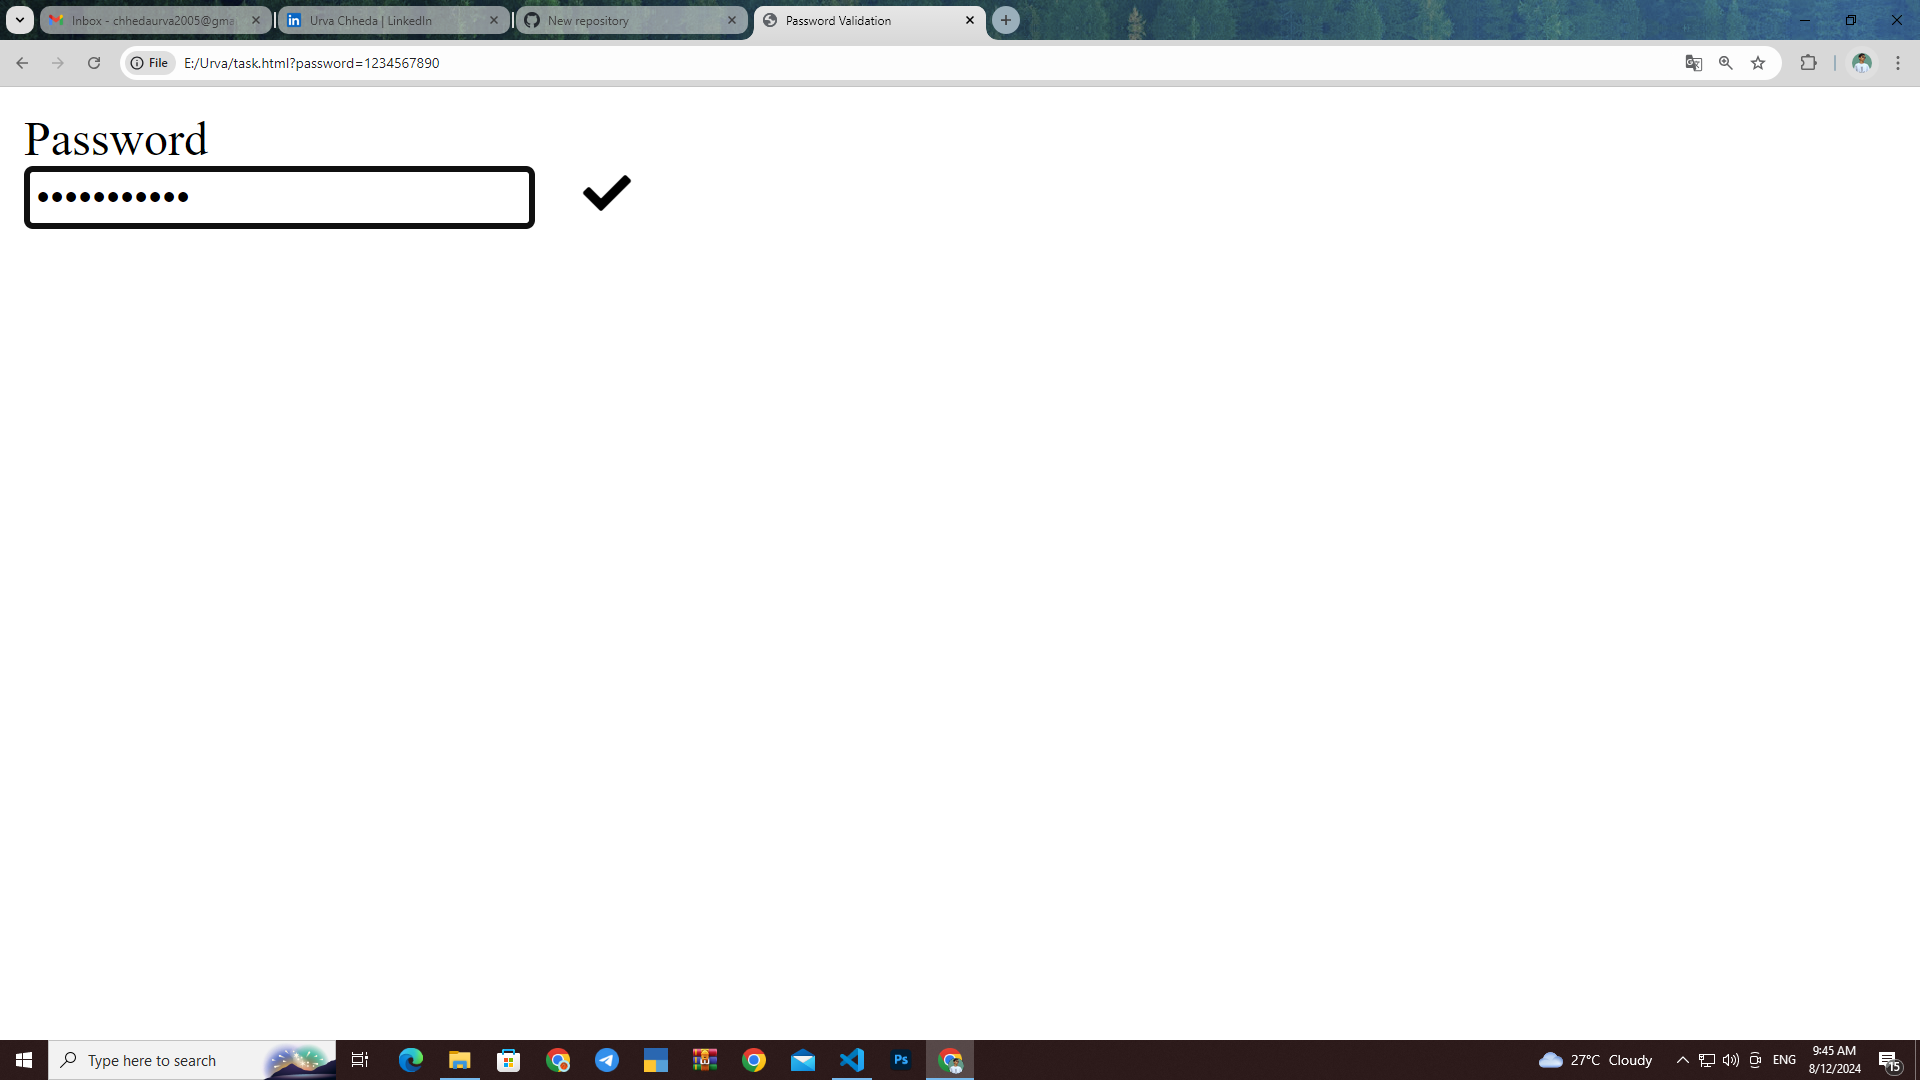 Inbox - chhedaurva2005@gma
Urva Chheda | LinkedIn
New repository
Password Validation
File
E:/Urva/task.html?password=1234567890
Password
•••••••••••
Type here to search
Ps
27°C Cloudy
ENG
9:45 AM
8/12/2024
15